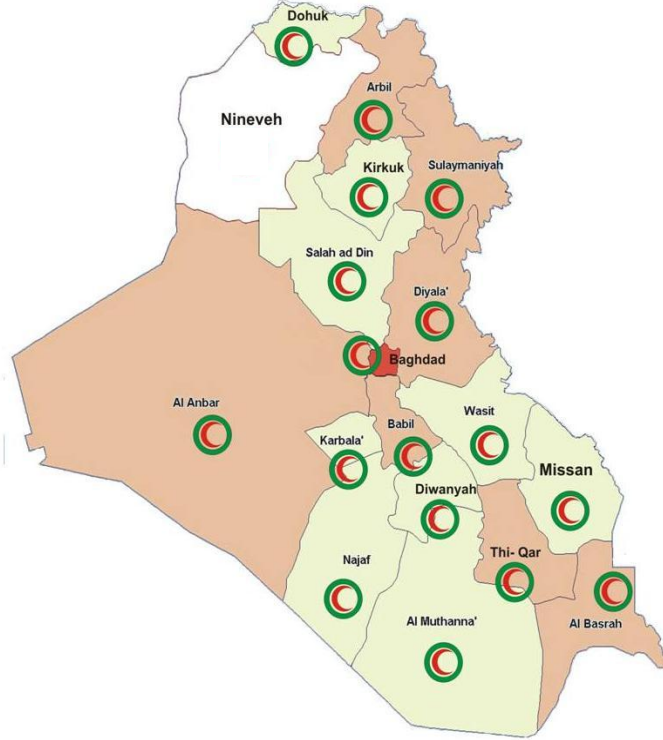 Dohuk
Arbil
Nineveh
Kirkuk
Sulaymaniyah
Salah ad Din
Diyala'
Baghdad
Al Anbar
Babil
Wasit
Karbala'
Missan
Diwanyah
Thi- Qar
Najaf
Al Muthanna'
Al Basrah